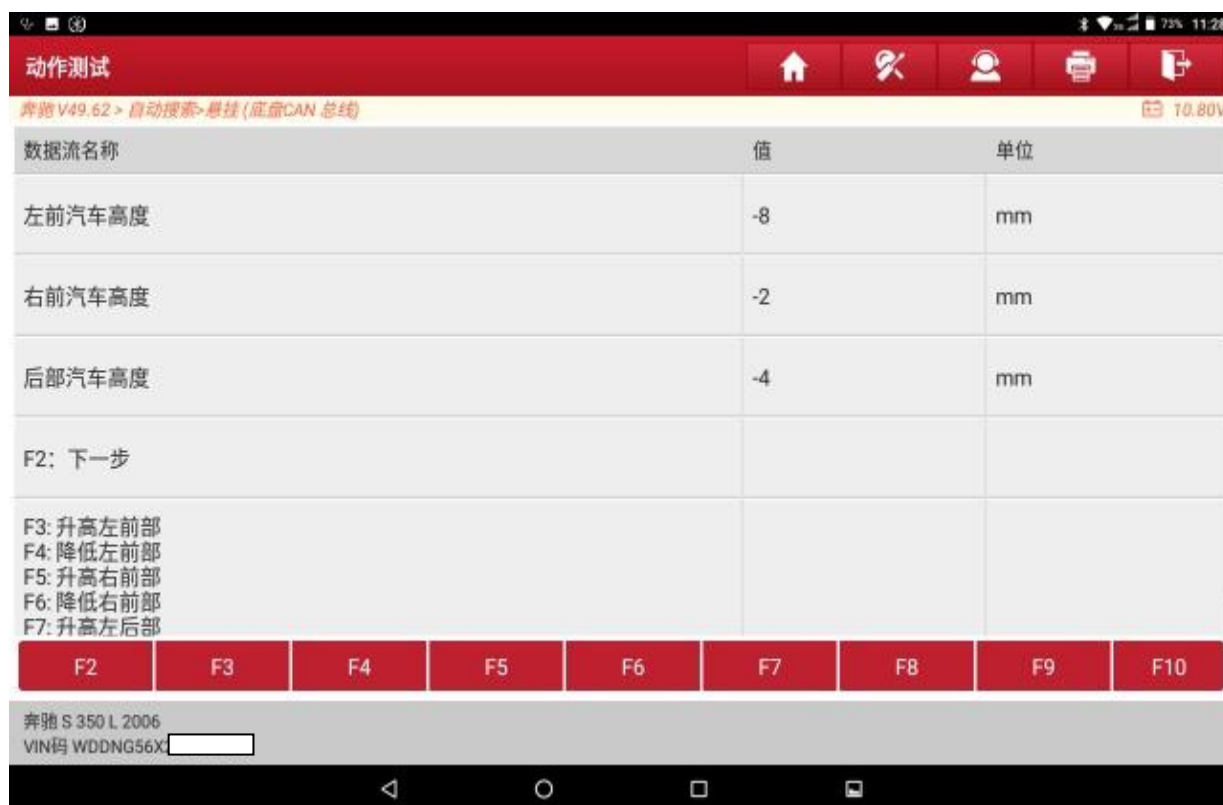 73% 11:28
动作测试
奔驰 V49.62 > 自动搜索>悬挂 (底盘CAN 总线) 10.80V
数据流名称 值 单位
左前汽车高度 -8 mm
右前汽车高度 -2 mm
后部汽车高度 -4 mm
F2：下一步
F3: 升高左前部
F4: 降低左前部
F5: 升高右前部
F6: 降低右前部
F7: 升高左后部
F2 F3 F4 F5 F6 F7 F8 F9 F10
奔驰 S 350 L 2006
VIN码 WDDNG56X